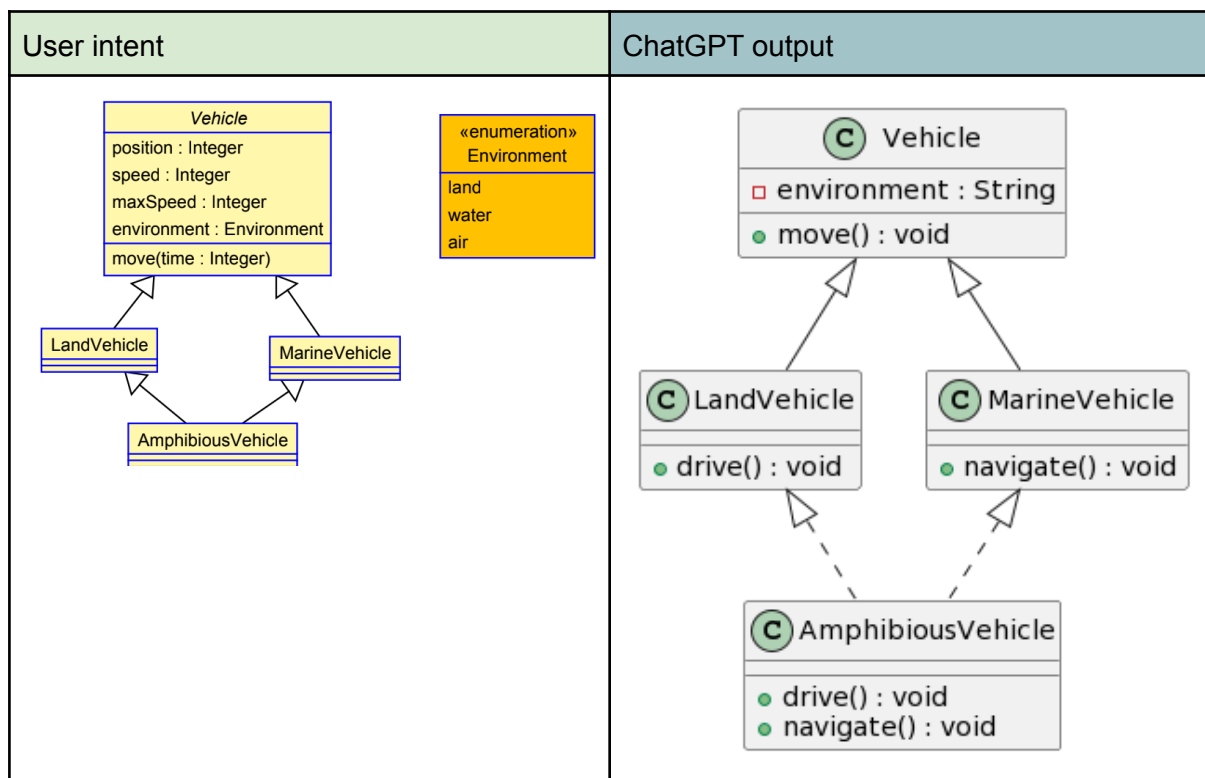 User intent
ChatGPT output
Vehicle
position : Integer
speed : Integer
maxSpeed : Integer
environment : Environment
move(time : Integer)
«enumeration»
Environment
land
water
air
LandVehicle
MarineVehicle
AmphibiousVehicle
C Vehicle
environment : String
move() : void
C LandVehicle
drive() : void
C MarineVehicle
navigate() : void
C AmphibiousVehicle
drive() : void
navigate() : void